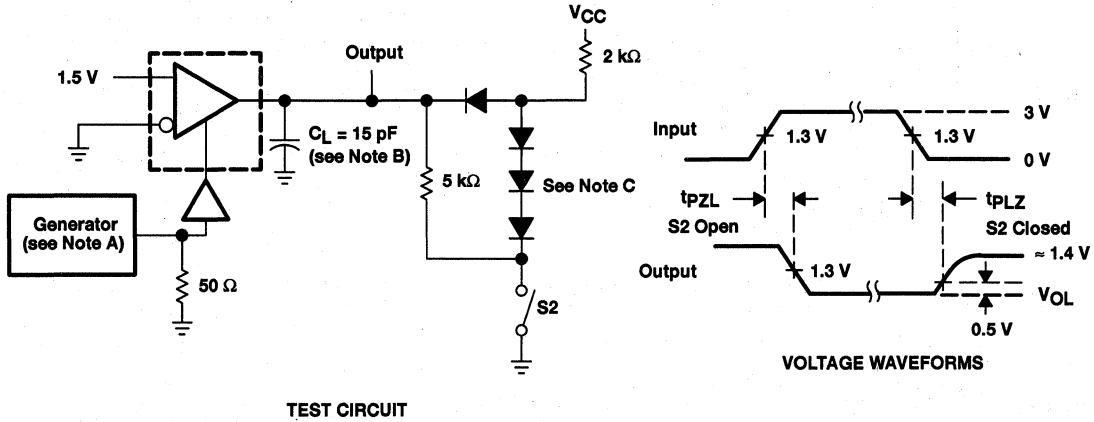 VCC
2 kΩ
Output
1.5 V
CL = 15 pF
(see Note B)
5 kΩ
See Note C
Generator
(see Note A)
50 Ω
S2
TEST CIRCUIT
Input
1.3 V
1.3 V
3 V
0 V
tPZL
S2 Open
tPLZ
S2 Closed
Output
1.3 V
≈ 1.4 V
VOL
0.5 V
VOLTAGE WAVEFORMS